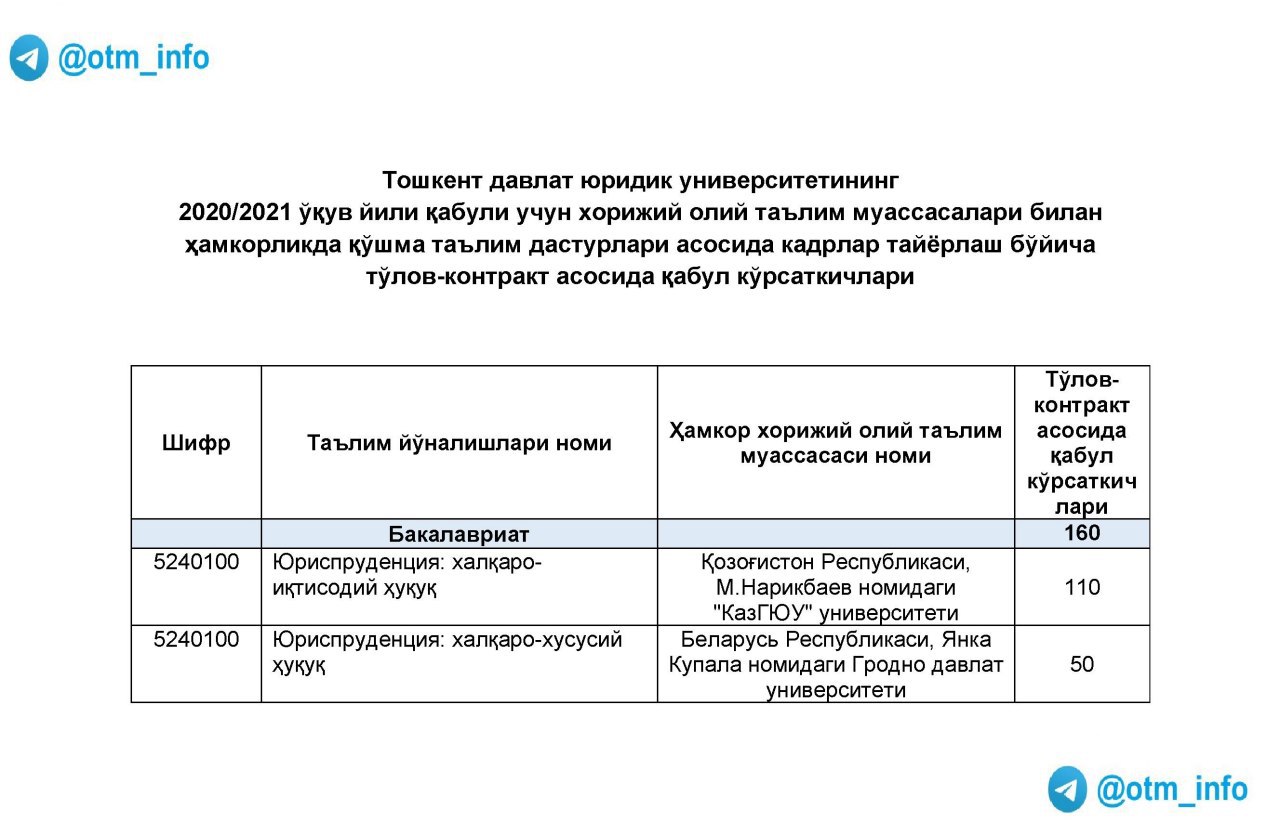 @otm_info
Тошкент давлат юридик университетининг
2020/2021 ўқув йили қабули учун хорижий олий таълим муассасалари билан
ҳамкорликда қўшма таълим дастурлари асосида кадрлар тайёрлаш бўйича
тўлов-контракт асосида қабул кўрсаткичлари
Шифр
Таълим йўналишлари номи
Ҳамкор хорижий олий таълим
муассасаси номи
Тўлов-
контракт
асосида
қабул
кўрсаткич
лари
Бакалавриат
160
5240100
Юриспруденция: халқаро-
иқтисодий ҳуқуқ
Қозоғистон Республикаси,
М.Нарикбаев номидаги
"КазГЮУ" университети
110
5240100
Юриспруденция: халқаро-хусусий
ҳуқуқ
Беларусь Республикаси, Янка
Купала номидаги Гродно давлат
университети
50
@otm_info